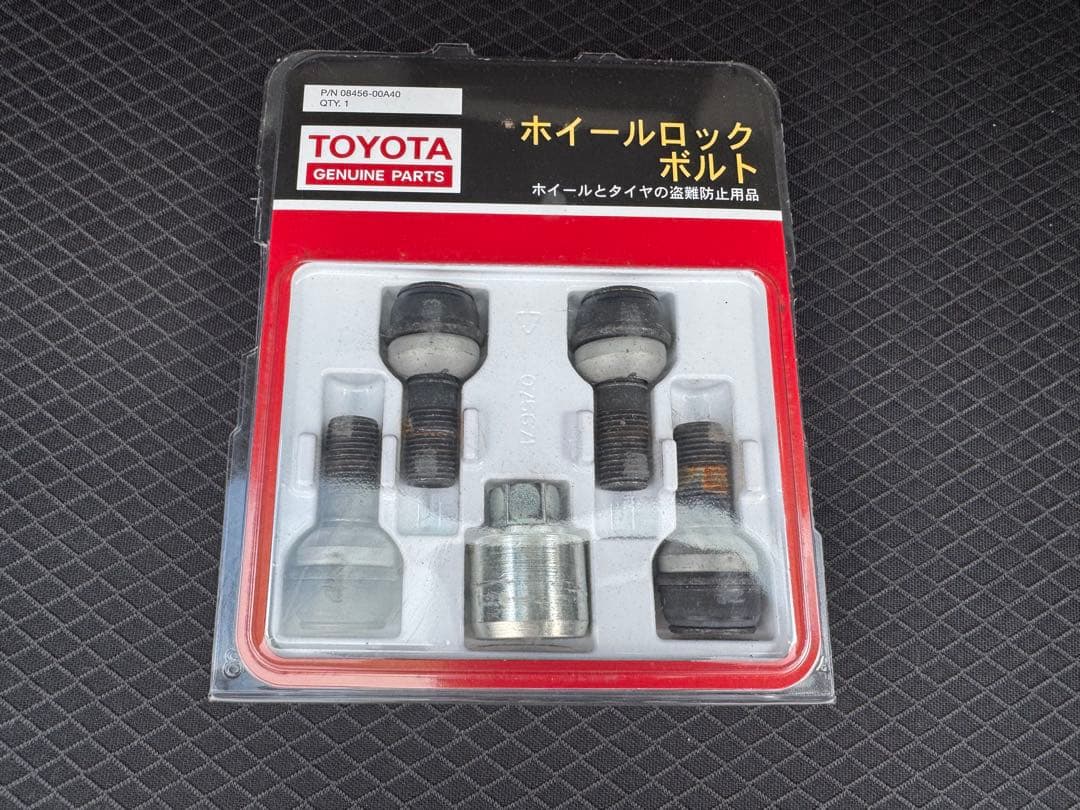 P/N 08456-00A40
QTY. 1
TOYOTA
GENUINE PARTS
ホイールロック
ボルト
ホイールとタイヤの盗難防止用品